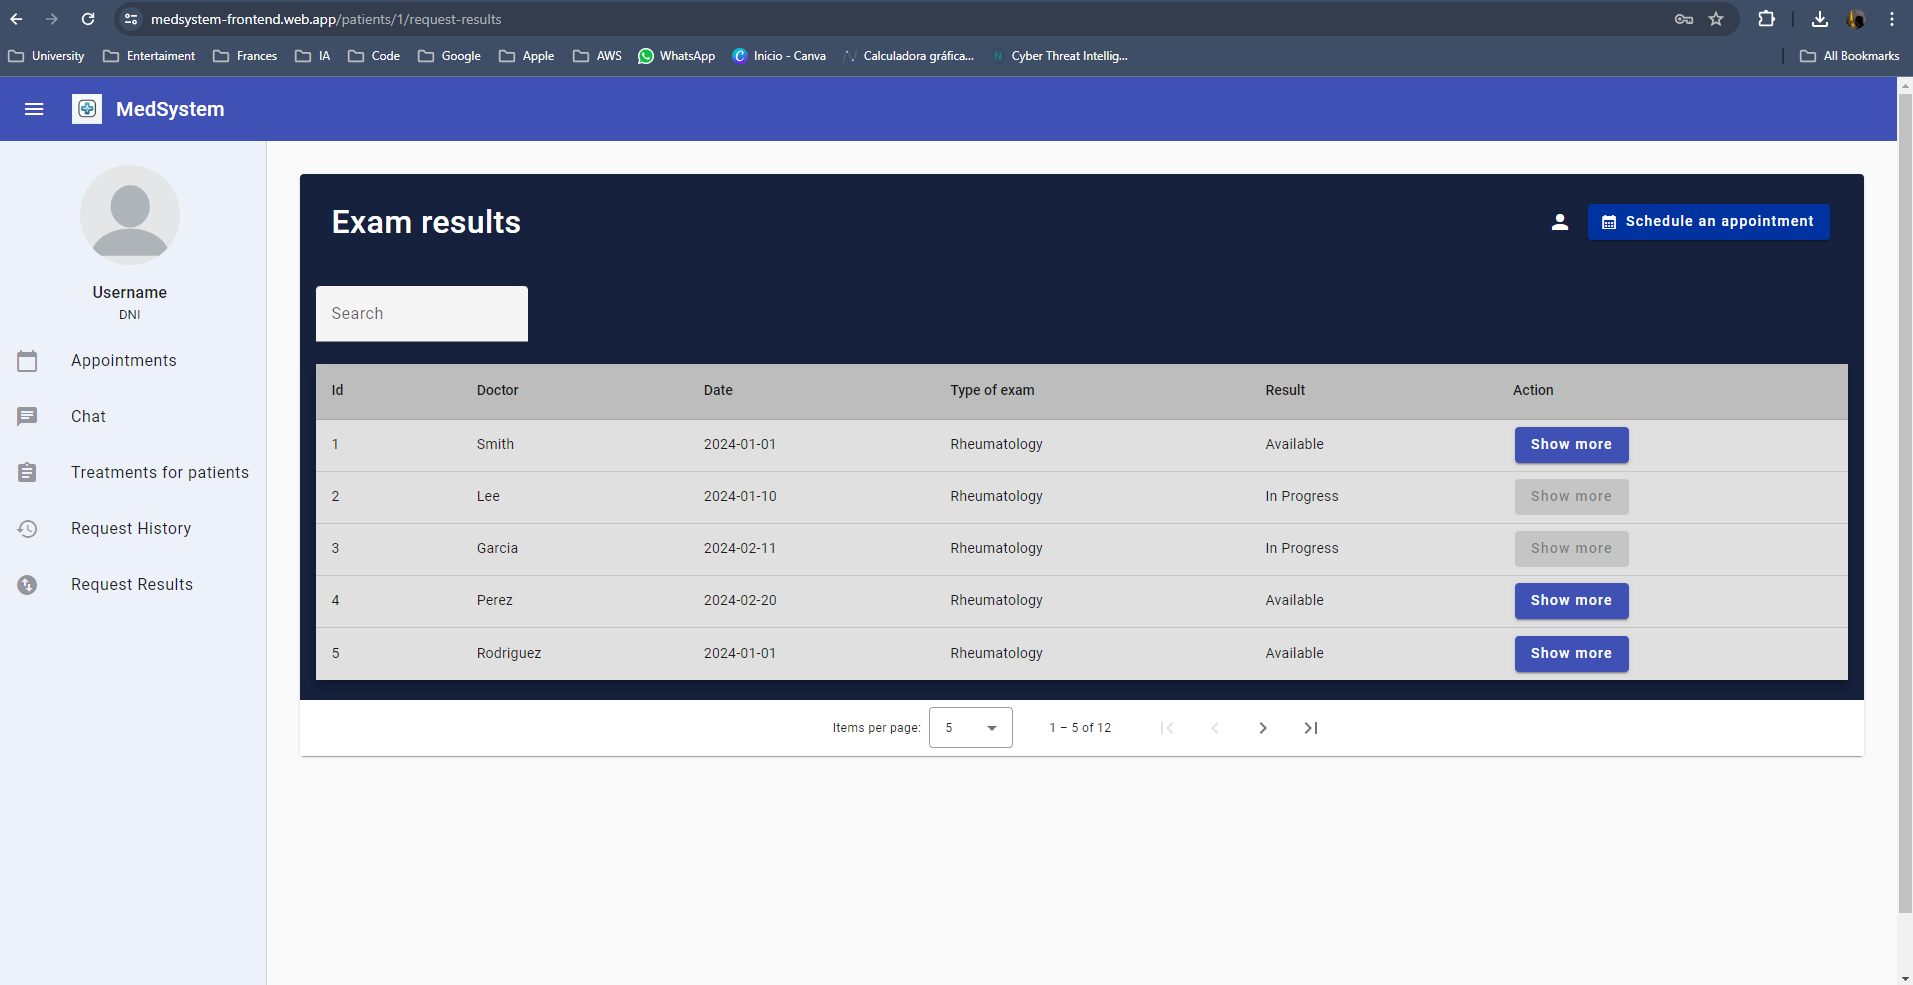 medsystem-frontend.web.app/patients/1/request-results
University Entertaiment Frances IA Code Google Apple AWS WhatsApp Inicio - Canva Calculadora gráfica... Cyber Threat Intellig... All Bookmarks
MedSystem
Exam results
Schedule an appointment
Username
DNI
Appointments
Chat
Treatments for patients
Request History
Request Results
Search
Id Doctor Date Type of exam Result Action
1 Smith 2024-01-01 Rheumatology Available Show more
2 Lee 2024-01-10 Rheumatology In Progress Show more
3 Garcia 2024-02-11 Rheumatology In Progress Show more
4 Perez 2024-02-20 Rheumatology Available Show more
5 Rodriguez 2024-01-01 Rheumatology Available Show more
Items per page: 5 1 – 5 of 12